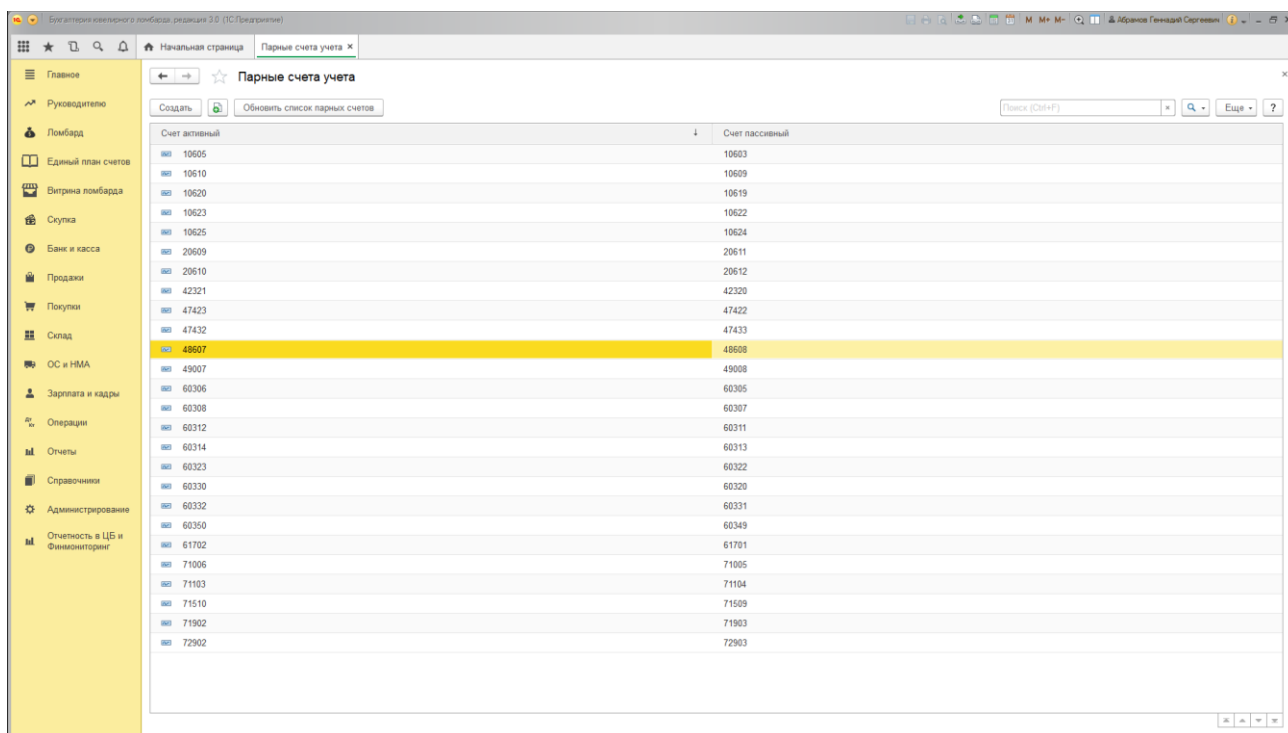 Бухгалтерия ювелирного ломбарда, редакция 3.0 (1С:Предприятие)
M M+ M-
Абрамов Геннадий Сергеевич
Начальная страница
Парные счета учета ×
Главное
Руководителю
Ломбард
Единый план счетов
Витрина ломбарда
Скупка
Банк и касса
Продажи
Покупки
Склад
ОС и НМА
Зарплата и кадры
Операции
Отчеты
Справочники
Администрирование
Отчетность в ЦБ и
Финмониторинг
Парные счета учета
Создать
Обновить список парных счетов
Поиск (Ctrl+F)
×
Еще
?
Счет активный ↓ Счет пассивный
10605 10603
10610 10609
10620 10619
10623 10622
10625 10624
20609 20611
20610 20612
42321 42320
47423 47422
47432 47433
48607 48608
49007 49008
60306 60305
60308 60307
60312 60311
60314 60313
60323 60322
60330 60320
60332 60331
60350 60349
61702 61701
71006 71005
71103 71104
71510 71509
71902 71903
72902 72903